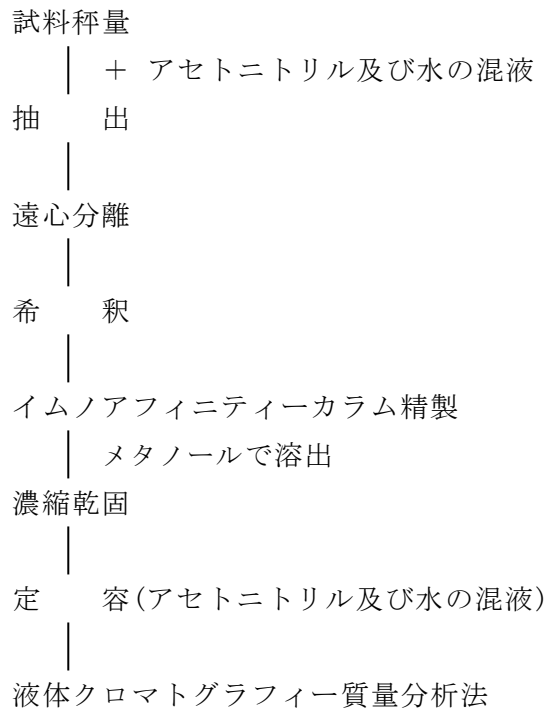 試料秤量
+ アセトニトリル及び水の混液
抽　　出
遠心分離
希　　釈
イムノアフィニティーカラム精製
メタノールで溶出
濃縮乾固
定　　容(アセトニトリル及び水の混液)
液体クロマトグラフィー質量分析法